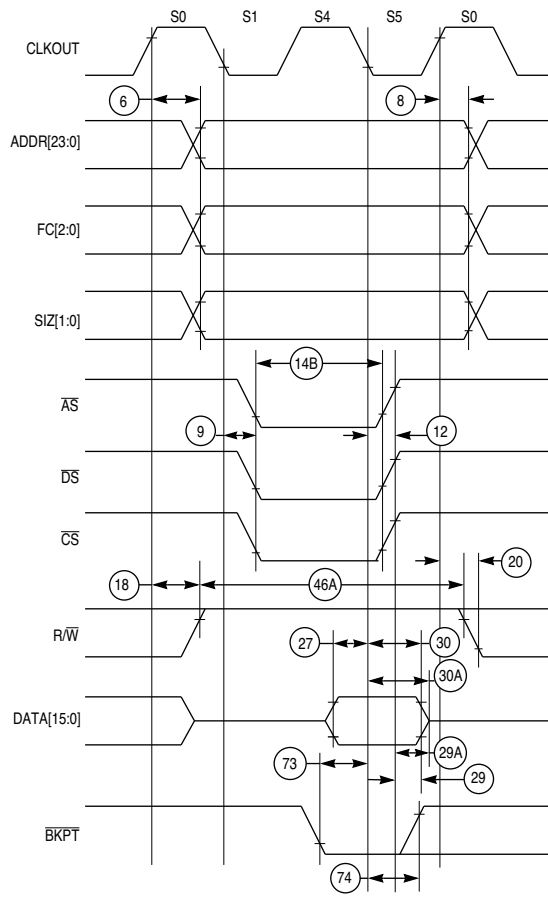 S0 S1 S4 S5 S0
CLKOUT
6 8
ADDR[23:0]
FC[2:0]
SIZ[1:0]
14B
AS
9 12
DS
CS
20
18 46A
R/W
27 30
30A
DATA[15:0]
29A
73 29
BKPT
74